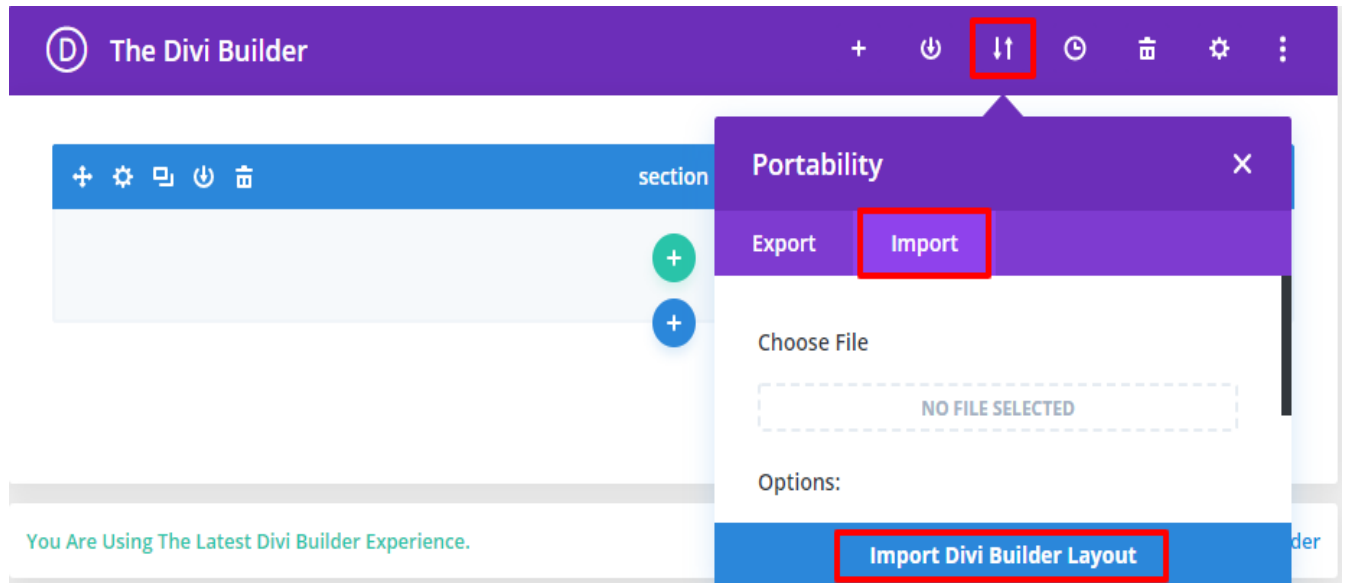 D The Divi Builder
section
Portability
Export Import
Choose File
NO FILE SELECTED
Options:
Import Divi Builder Layout
You Are Using The Latest Divi Builder Experience.
der